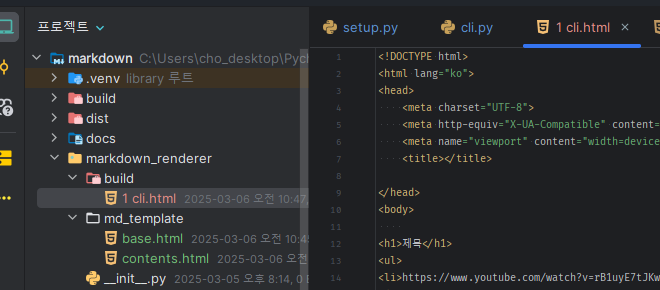 프로젝트
markdown C:\Users\cho_desktop\Pych
.venv library 루트
build
dist
docs
markdown_renderer
build
1 cli.html 2025-03-06 오전 10:47,
md_template
base.html 2025-03-06 오전 10:45
contents.html 2025-03-06 오전
__init__.py 2025-03-05 오후 8:14, 0 B
setup.py cli.py 1 cli.html
1 <!DOCTYPE html>
2 <html lang="ko">
3 <head>
4 <meta charset="UTF-8">
5 <meta http-equiv="X-UA-Compatible" content=
6 <meta name="viewport" content="width=device
7 <title></title>
8
9 </head>
10 <body>
11
12 <h1>제목</h1>
13 <ul>
14 <li>https://www.youtube.com/watch?v=rB1uyE7tJKw